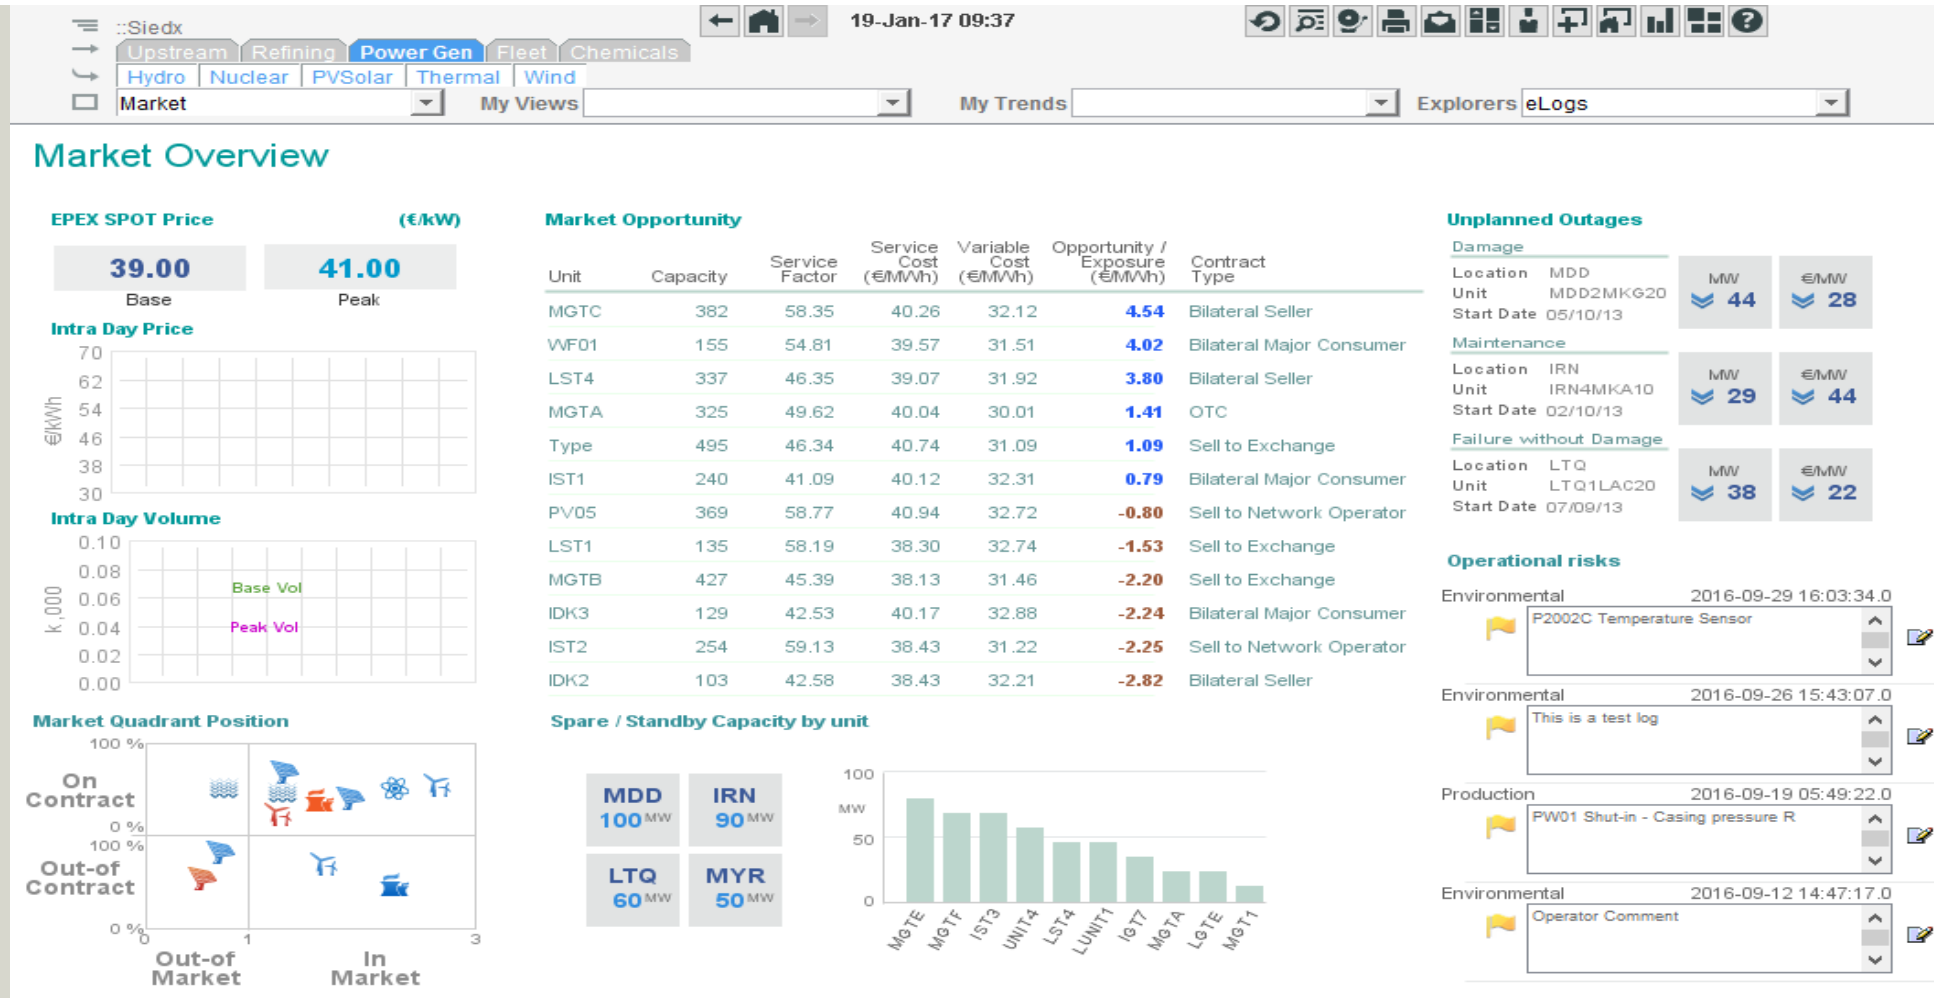 ::Siedx
19-Jan-17 09:37
Upstream Refining Power Gen Fleet Chemicals
Hydro Nuclear PVSolar Thermal Wind
Market My Views My Trends Explorers eLogs
Market Overview
EPEX SPOT Price (€/kW)
39.00 41.00
Base Peak
Intra Day Price
€/kWh
70
62
54
46
38
30
Intra Day Volume
k ,000
0.10
0.08
0.06
0.04
0.02
0.00
Base Vol
Peak Vol
Market Quadrant Position
100 %
On
Contract
0 %
100 %
Out-of
Contract
0 %
0 1 3
Out-of
Market
In
Market
Market Opportunity
Unit Capacity Service Factor Service Cost (€/MWh) Variable Cost (€/MWh) Opportunity / Exposure (€/MWh) Contract Type
MGTC 382 58.35 40.26 32.12 4.54 Bilateral Seller
WF01 155 54.81 39.57 31.51 4.02 Bilateral Major Consumer
LST4 337 46.35 39.07 31.92 3.80 Bilateral Seller
MGTA 325 49.62 40.04 30.01 1.41 OTC
Type 495 46.34 40.74 31.09 1.09 Sell to Exchange
IST1 240 41.09 40.12 32.31 0.79 Bilateral Major Consumer
PV05 369 58.77 40.94 32.72 -0.80 Sell to Network Operator
LST1 135 58.19 38.30 32.74 -1.53 Sell to Exchange
MGTB 427 45.39 38.13 31.46 -2.20 Sell to Exchange
IDK3 129 42.53 40.17 32.88 -2.24 Bilateral Major Consumer
IST2 254 59.13 38.43 31.22 -2.25 Sell to Network Operator
IDK2 103 42.58 38.43 32.21 -2.82 Bilateral Seller
Spare / Standby Capacity by unit
MDD
100 MW
IRN
90 MW
LTQ
60 MW
MYR
50 MW
100
MW
50
0
MGTE MGTF IST3 UNIT4 LST4 LUNIT1 IGT7 MGTA LGTE MGT1
Unplanned Outages
Damage
Location MDD
Unit MDD2MKG20
Start Date 05/10/13
MW
44
€/MW
28
Maintenance
Location IRN
Unit IRN4MKA10
Start Date 02/10/13
MW
29
€/MW
44
Failure without Damage
Location LTQ
Unit LTQ1LAC20
Start Date 07/09/13
MW
38
€/MW
22
Operational risks
Environmental 2016-09-29 16:03:34.0
P2002C Temperature Sensor
Environmental 2016-09-26 15:43:07.0
This is a test log
Production 2016-09-19 05:49:22.0
PW01 Shut-in - Casing pressure R
Environmental 2016-09-12 14:47:17.0
Operator Comment